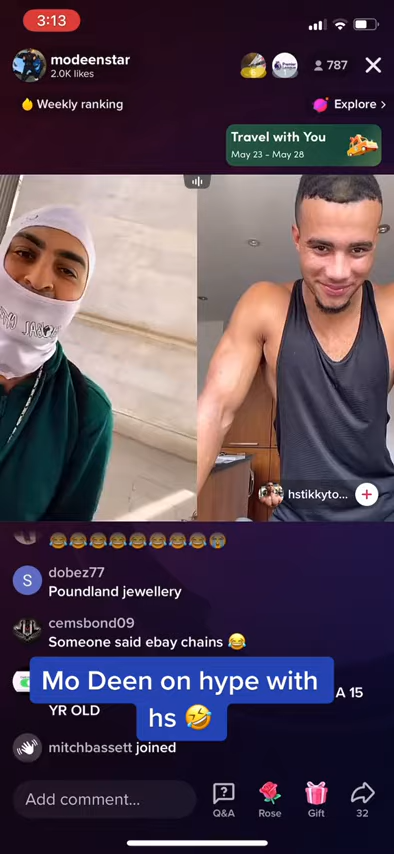 3:13
modeenstar
2.0K likes
787
Weekly ranking
Explore >
Travel with You
May 23 – May 28
hstikkyto...
😂😂😂😂😂😂😂😂😭
S
dobez77
Poundland jewellery
cemsbond09
Someone said ebay chains 😂
Mo Deen on hype with
A 15
YR OLD
hs 🤣
mitchbassett joined
Add comment...
Q&A
Rose
Gift
32